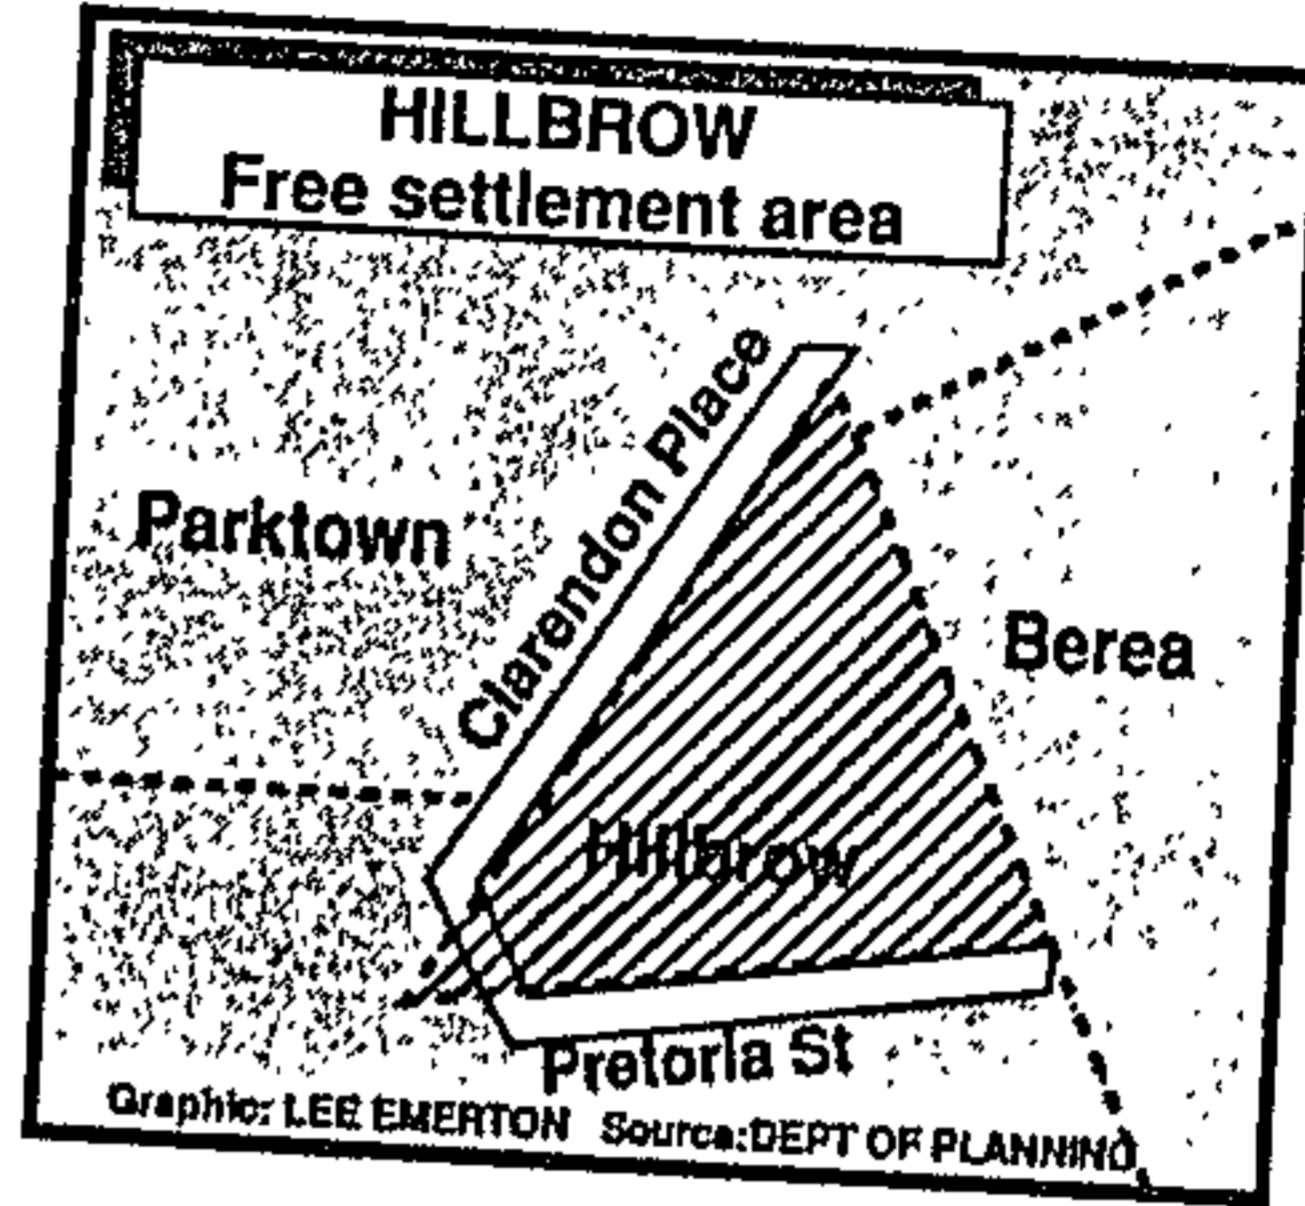 HILLBROW
Free settlement area
Clarendon Place
Parktown
Berea
Hillbrow
Pretoria St
Graphic: LEE EMERTON Source:DEPT OF PLANNING